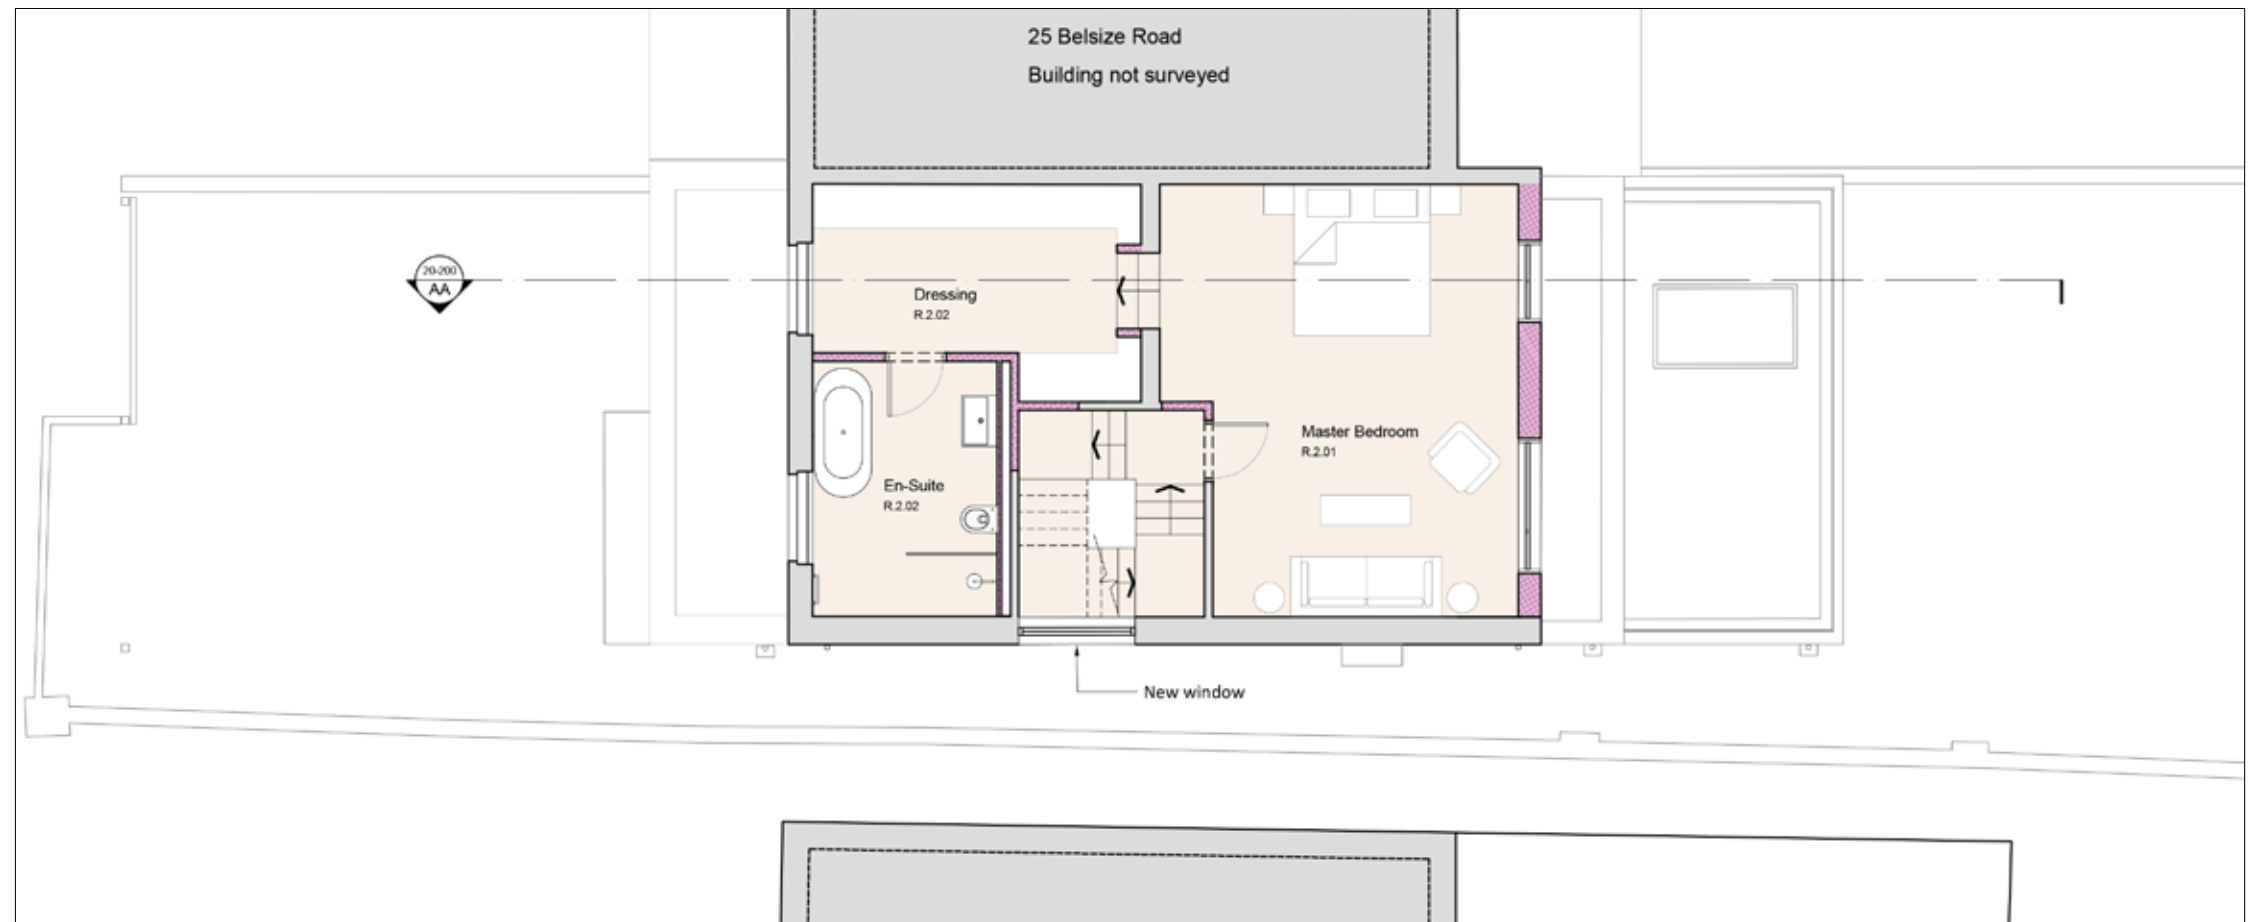 25 Belsize Road
Building not surveyed
20-200
AA
Dressing
R.2.02
Master Bedroom
R.2.01
En-Suite
R.2.02
New window